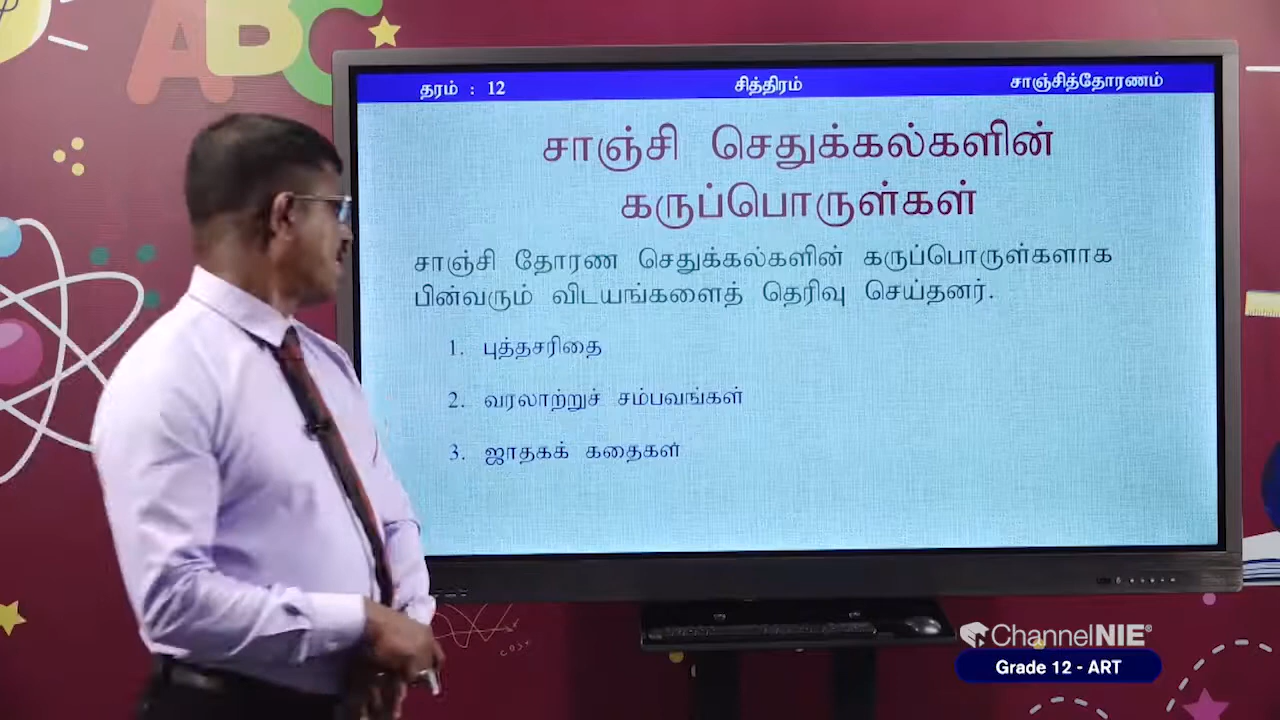 ABC
தரம் : 12 சித்திரம் சாஞ்சித்தோரணம்
சாஞ்சி செதுக்கல்களின்
கருப்பொருள்கள்
சாஞ்சி தோரண செதுக்கல்களின் கருப்பொருள்களாக
பின்வரும் விடயங்களைத் தெரிவு செய்தனர்.
1. புத்தசரிதை
2. வரலாற்றுச் சம்பவங்கள்
3. ஜாதகக் கதைகள்
ChannelNIE®
Grade 12 - ART